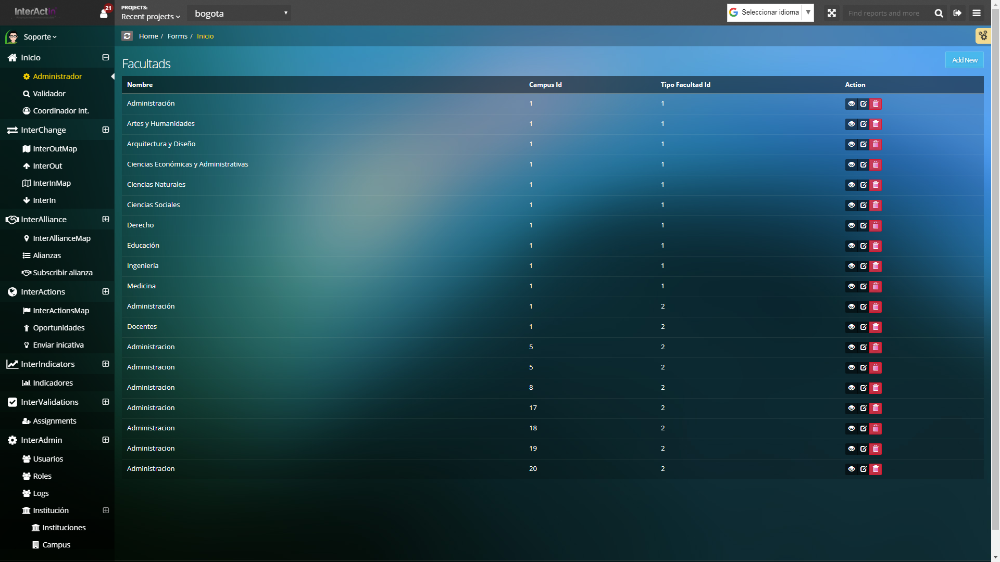 InterActin
21
PROJECTS:
Recent projects
bogota
Seleccionar idioma
Find reports and more
Soporte
Home / Forms / Inicio
Inicio
Administrador
Validador
Coordinador Int.
InterChange
InterOutMap
InterOut
InterInMap
InterIn
InterAlliance
InterAllianceMap
Alianzas
Subscribir alianza
InterActions
InterActionsMap
Oportunidades
Enviar inicativa
InterIndicators
Indicadores
InterValidations
Assignments
InterAdmin
Usuarios
Roles
Logs
Institución
Instituciones
Campus
Facultads
Add New
Nombre Campus Id Tipo Facultad Id Action
Administración 1 1
Artes y Humanidades 1 1
Arquitectura y Diseño 1 1
Ciencias Económicas y Administrativas 1 1
Ciencias Naturales 1 1
Ciencias Sociales 1 1
Derecho 1 1
Educación 1 1
Ingeniería 1 1
Medicina 1 1
Administración 1 2
Docentes 1 2
Administracion 5 2
Administracion 5 2
Administracion 8 2
Administracion 17 2
Administracion 18 2
Administracion 19 2
Administracion 20 2